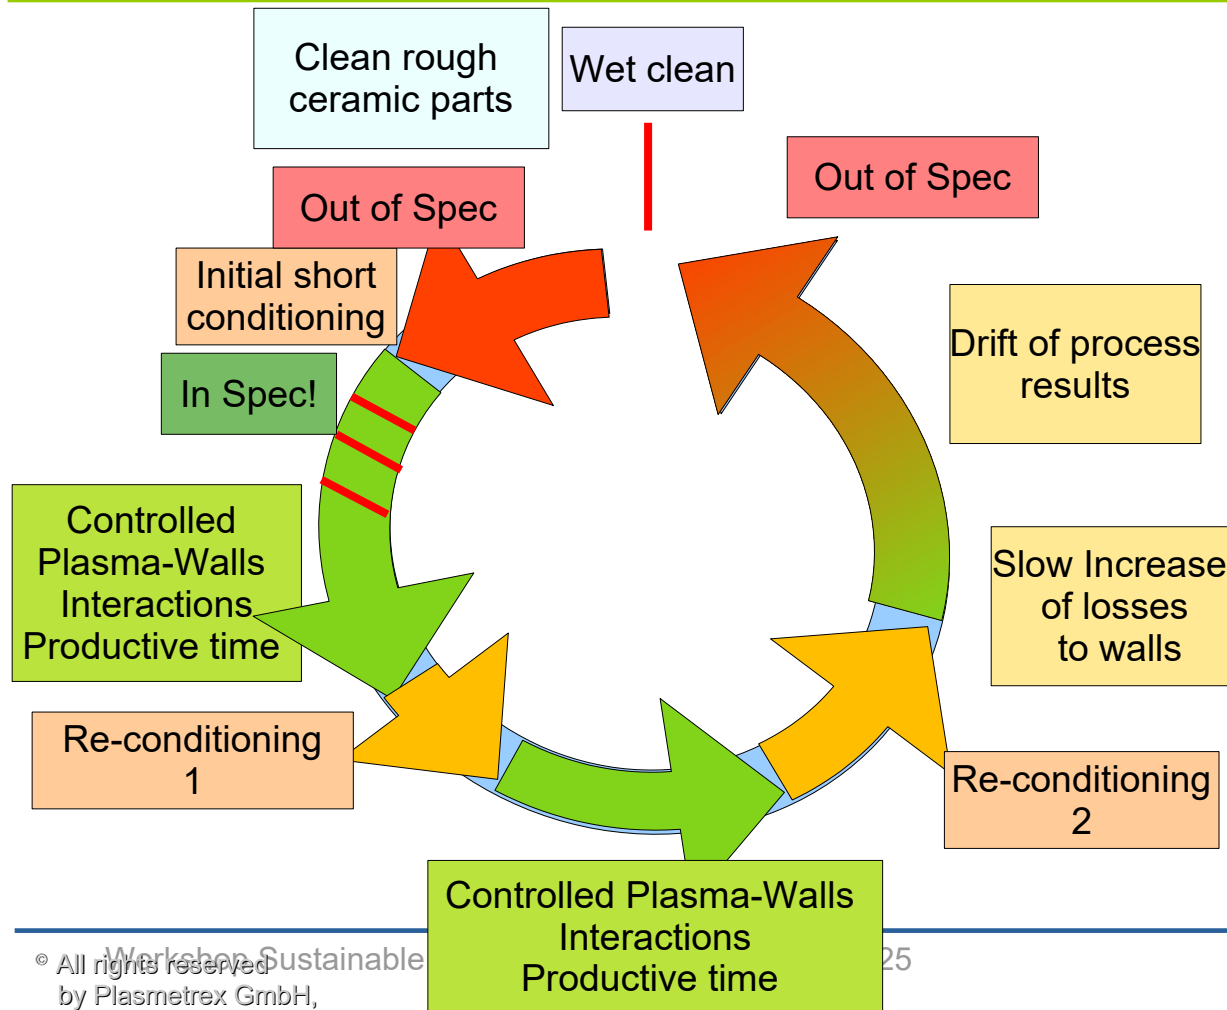 Clean rough
ceramic parts
Wet clean
Out of Spec
Out of Spec
Initial short
conditioning
In Spec!
Drift of process
results
Controlled
Plasma-Walls
Interactions
Productive time
Slow Increase
of losses
to walls
Re-conditioning
1
Re-conditioning
2
Controlled Plasma-Walls
Interactions
Productive time
Workshop Sustainable
25
© All rights reserved
by Plasmetrex GmbH,